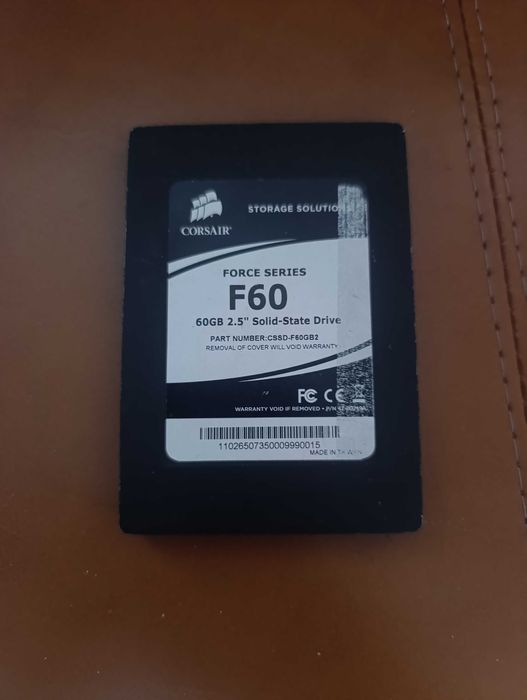 STORAGE SOLUTIONS
CORSAIR
FORCE SERIES
F60
60GB 2.5" Solid-State Drive
PART NUMBER:CSSD-F60GB2
REMOVAL OF COVER WILL VOID WARRANTY
FC CE
WARRANTY VOID IF REMOVED • P/N
11026507350009990015
MADE IN TAIWAN